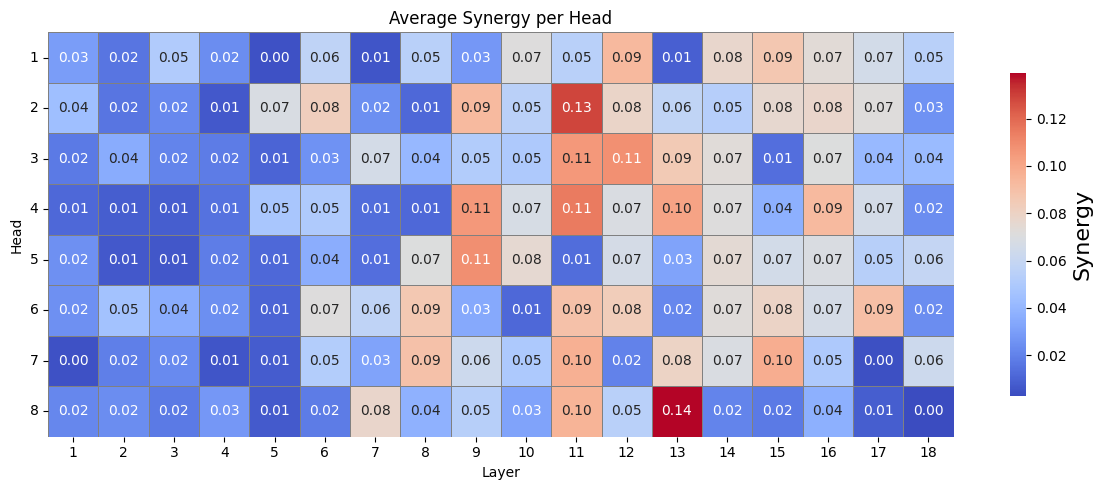 Average Synergy per Head
1 0.03 0.02 0.05 0.02 0.00 0.06 0.01 0.05 0.03 0.07 0.05 0.09 0.01 0.08 0.09 0.07 0.07 0.05
2 0.04 0.02 0.02 0.01 0.07 0.08 0.02 0.01 0.09 0.05 0.13 0.08 0.06 0.05 0.08 0.08 0.07 0.03
3 0.02 0.04 0.02 0.02 0.01 0.03 0.07 0.04 0.05 0.05 0.11 0.11 0.09 0.07 0.01 0.07 0.04 0.04
4 0.01 0.01 0.01 0.01 0.05 0.05 0.01 0.01 0.11 0.07 0.11 0.07 0.10 0.07 0.04 0.09 0.07 0.02
5 0.02 0.01 0.01 0.02 0.01 0.04 0.01 0.07 0.11 0.08 0.01 0.07 0.03 0.07 0.07 0.07 0.05 0.06
6 0.02 0.05 0.04 0.02 0.01 0.07 0.06 0.09 0.03 0.01 0.09 0.08 0.02 0.07 0.08 0.07 0.09 0.02
7 0.00 0.02 0.02 0.01 0.01 0.05 0.03 0.09 0.06 0.05 0.10 0.02 0.08 0.07 0.10 0.05 0.00 0.06
8 0.02 0.02 0.02 0.03 0.01 0.02 0.08 0.04 0.05 0.03 0.10 0.05 0.14 0.02 0.02 0.04 0.01 0.00
1 2 3 4 5 6 7 8 9 10 11 12 13 14 15 16 17 18
Layer
Head
0.12
0.10
0.08
0.06
0.04
0.02
Synergy